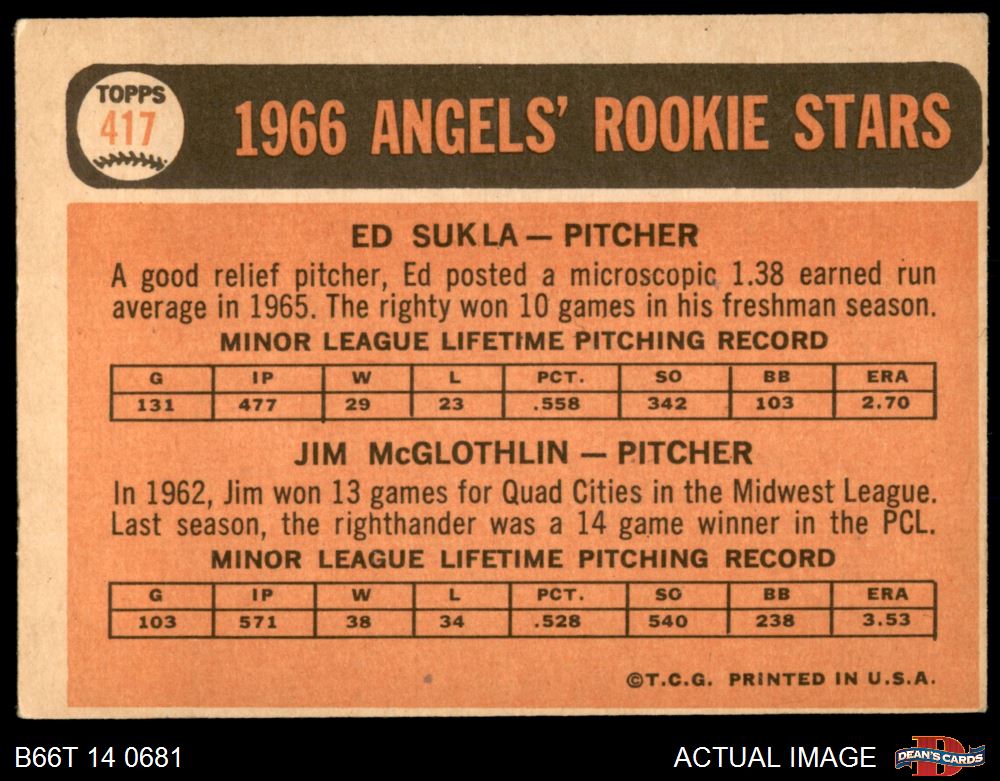 TOPPS
417
1966 ANGELS' ROOKIE STARS
ED SUKLA — PITCHER
A good relief pitcher, Ed posted a microscopic 1.38 earned run
average in 1965. The righty won 10 games in his freshman season.
MINOR LEAGUE LIFETIME PITCHING RECORD
G IP W L PCT. SO BB ERA
131 477 29 23 .558 342 103 2.70
JIM McGLOTHLIN — PITCHER
In 1962, Jim won 13 games for Quad Cities in the Midwest League.
Last season, the righthander was a 14 game winner in the PCL.
MINOR LEAGUE LIFETIME PITCHING RECORD
G IP W L PCT. SO BB ERA
103 571 38 34 .528 540 238 3.53
©T.C.G. PRINTED IN U.S.A.
B66T 14 0681
ACTUAL IMAGE
DEAN'S CARDS